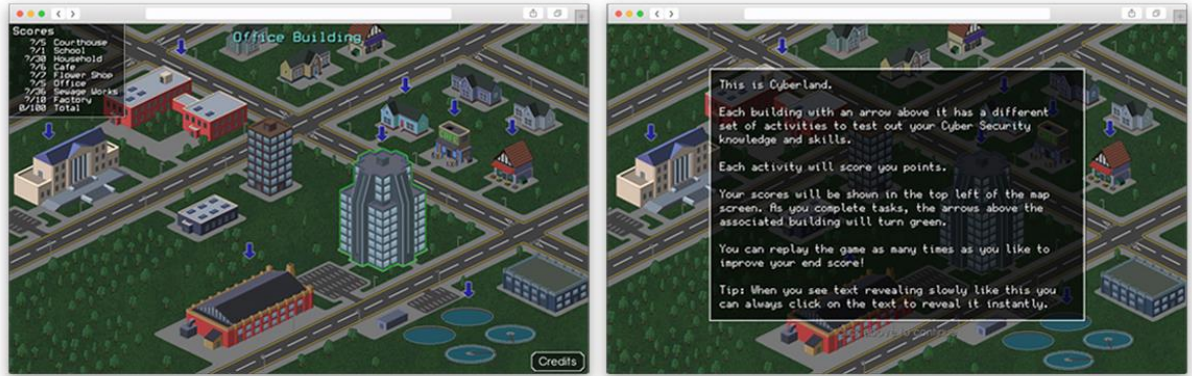 Scores
?/5 Courthouse
?/1 School
?/30 Household
?/6 Cafe
?/2 Flower Shop
?/5 Office
?/36 Sewage Works
?/10 Factory
0/100 Total
Office Building
Credits
This is Cyberland.
Each building with an arrow above it has a different
set of activities to test out your Cyber Security
knowledge and skills.
Each activity will score you points.
Your scores will be shown in the top left of the map
screen. As you complete tasks, the arrows above the
associated building will turn green.
You can replay the game as many times as you like to
improve your end score!
Tip: When you see text revealing slowly like this you
can always click on the text to reveal it instantly.